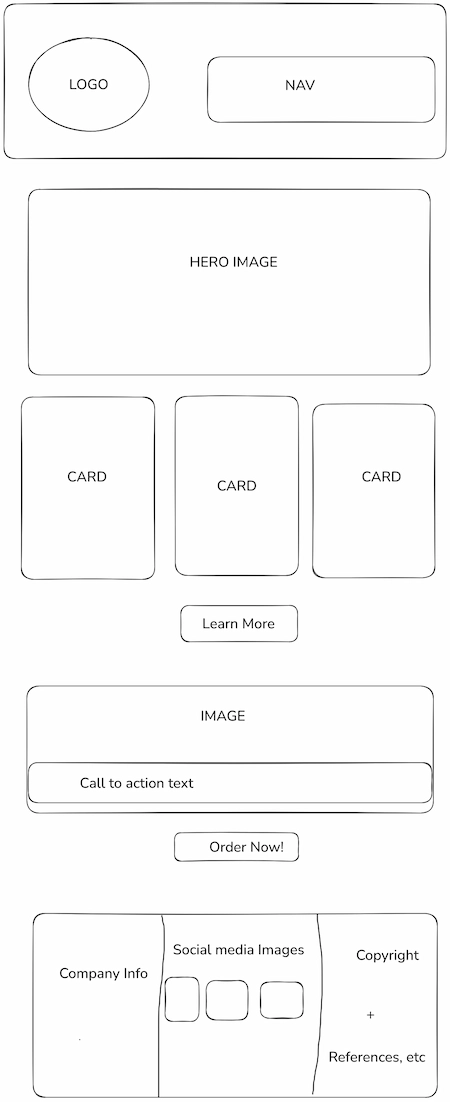 LOGO
NAV
HERO IMAGE
CARD
CARD
CARD
Learn More
IMAGE
Call to action text
Order Now!
Company Info
Social media Images
Copyright
+
References, etc